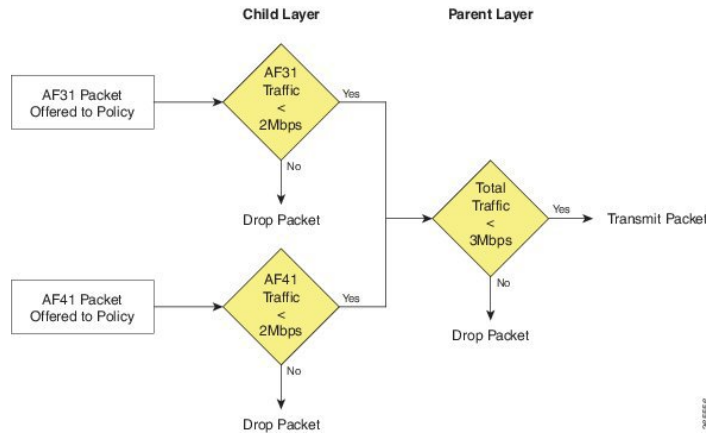 Child Layer
Parent Layer
AF31 Packet
Offered to Policy
AF31
Traffic
<
2Mbps
Yes
No
Drop Packet
AF41 Packet
Offered to Policy
AF41
Traffic
<
2Mbps
Yes
No
Drop Packet
Total
Traffic
<
3Mbps
Yes
Transmit Packet
No
Drop Packet